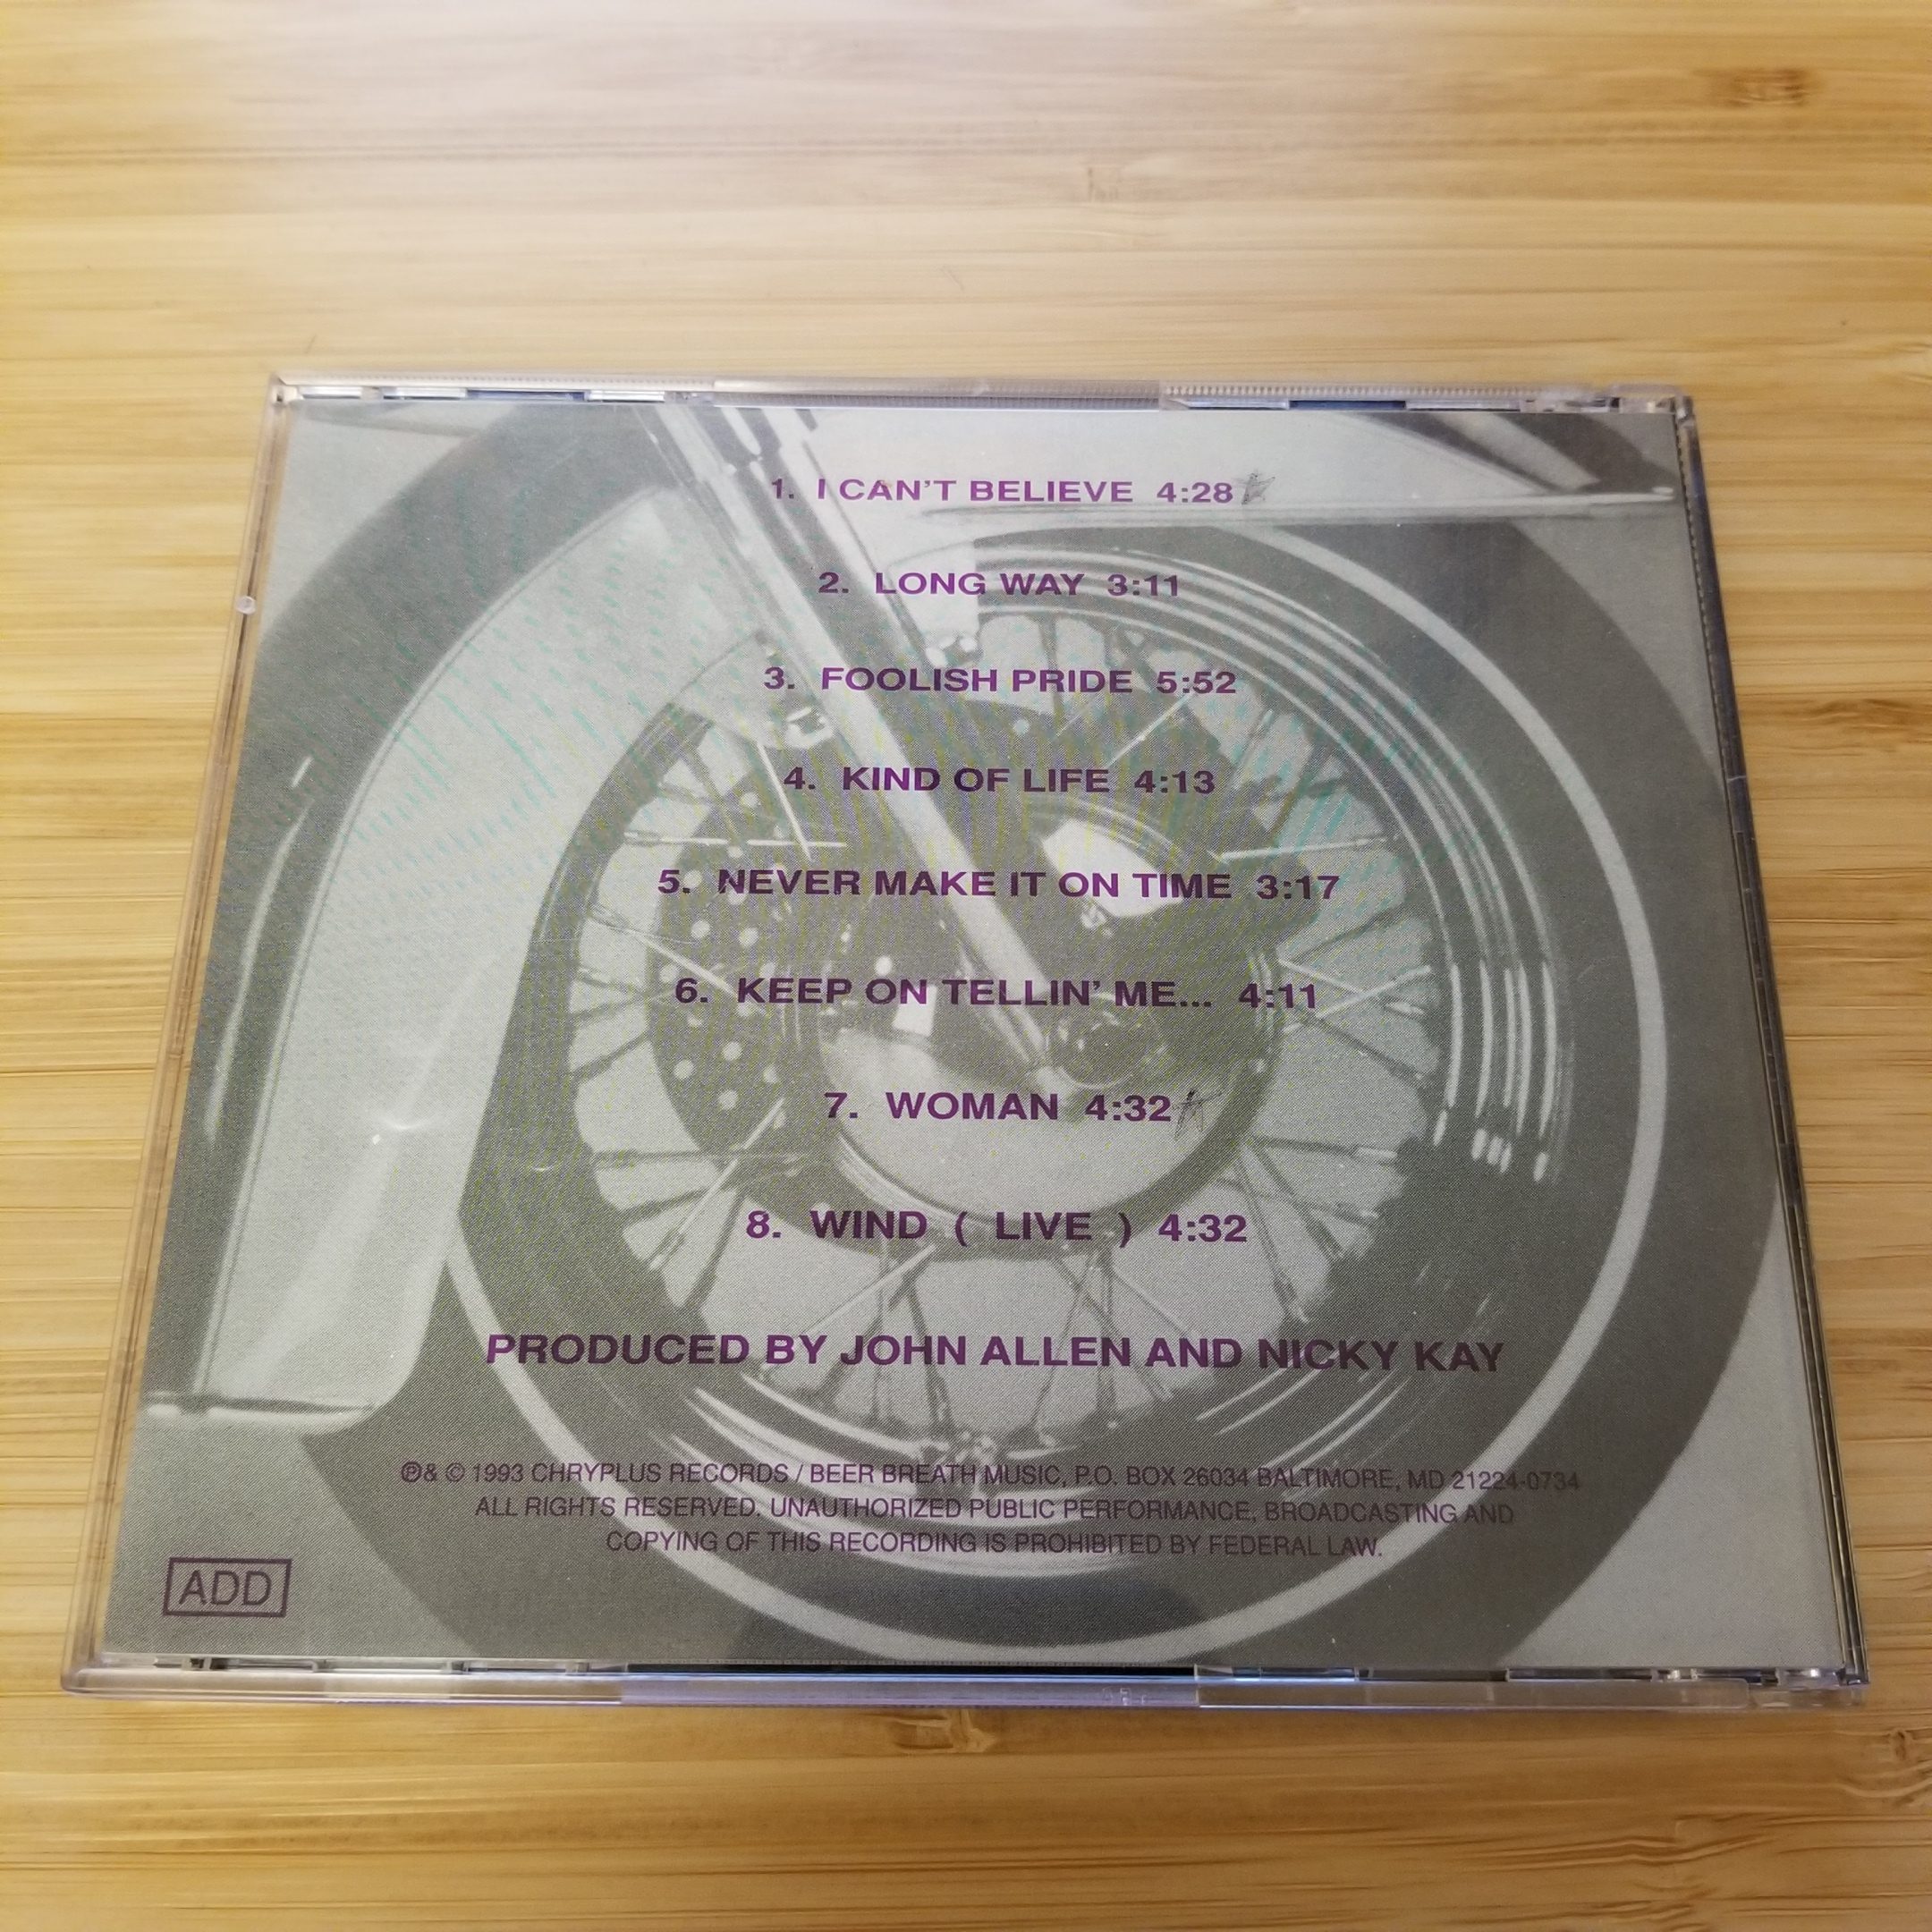 1. I CAN'T BELIEVE 4:28
2. LONG WAY 3:11
3. FOOLISH PRIDE 5:52
4. KIND OF LIFE 4:13
5. NEVER MAKE IT ON TIME 3:17
6. KEEP ON TELLIN' ME... 4:11
7. WOMAN 4:32
8. WIND ( LIVE ) 4:32
PRODUCED BY JOHN ALLEN AND NICKY KAY
℗& © 1993 CHRYPLUS RECORDS / BEER BREATH MUSIC, P.O. BOX 26034 BALTIMORE, MD 21224-0734
ALL RIGHTS RESERVED. UNAUTHORIZED PUBLIC PERFORMANCE, BROADCASTING AND
COPYING OF THIS RECORDING IS PROHIBITED BY FEDERAL LAW.
ADD